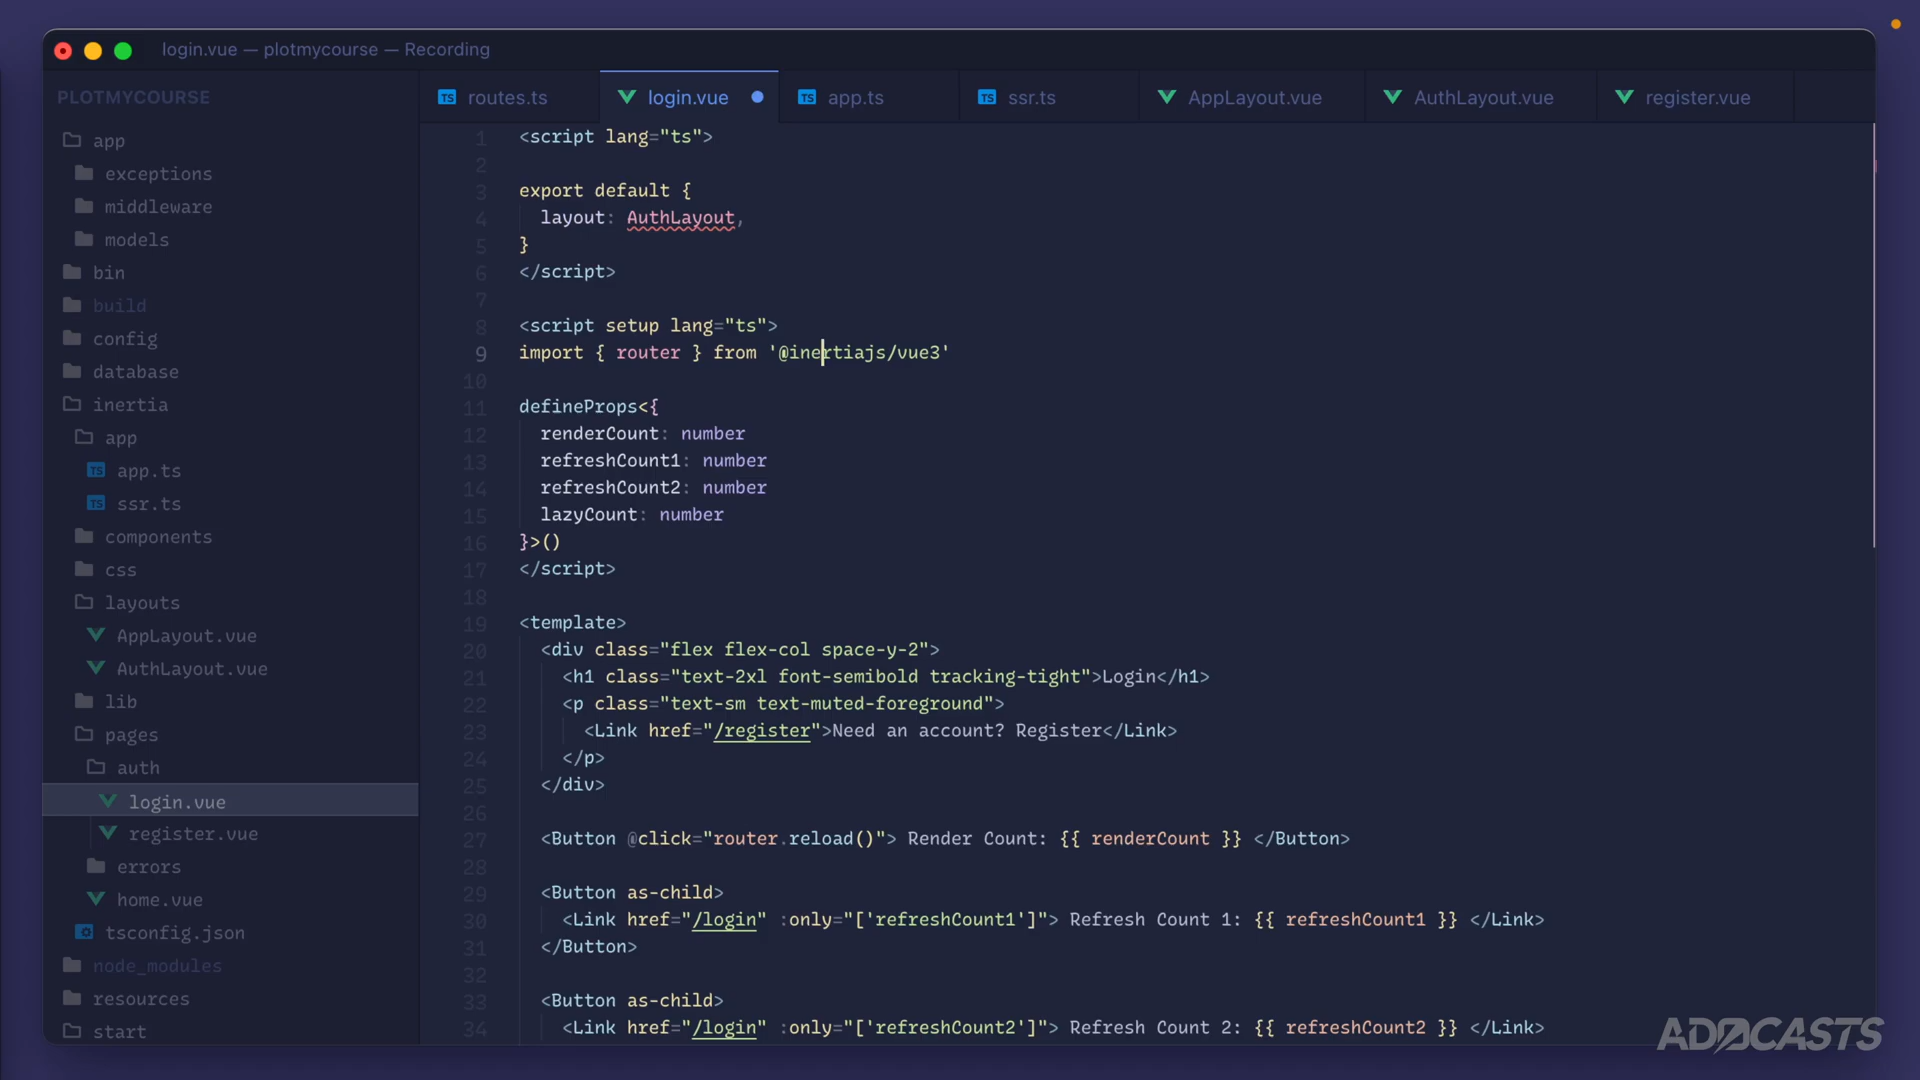 login.vue — plotmycourse — Recording
PLOTMYCOURSE
app
exceptions
middleware
models
bin
build
config
database
inertia
app
TS app.ts
TS ssr.ts
components
css
layouts
AppLayout.vue
AuthLayout.vue
lib
pages
auth
login.vue
register.vue
errors
home.vue
tsconfig.json
node_modules
resources
start
TS routes.ts
login.vue
TS app.ts
TS ssr.ts
AppLayout.vue
AuthLayout.vue
register.vue
1 <script lang="ts">
2
3 export default {
4 layout: AuthLayout,
5 }
6 </script>
7
8 <script setup lang="ts">
9 import { router } from '@inertiajs/vue3'
10
11 defineProps<{
12 renderCount: number
13 refreshCount1: number
14 refreshCount2: number
15 lazyCount: number
16 }>()
17 </script>
18
19 <template>
20 <div class="flex flex-col space-y-2">
21 <h1 class="text-2xl font-semibold tracking-tight">Login</h1>
22 <p class="text-sm text-muted-foreground">
23 <Link href="/register">Need an account? Register</Link>
24 </p>
25 </div>
26
27 <Button @click="router.reload()"> Render Count: {{ renderCount }} </Button>
28
29 <Button as-child>
30 <Link href="/login" :only="['refreshCount1']"> Refresh Count 1: {{ refreshCount1 }} </Link>
31 </Button>
32
33 <Button as-child>
34 <Link href="/login" :only="['refreshCount2']"> Refresh Count 2: {{ refreshCount2 }} </Link>
ADOCASTS